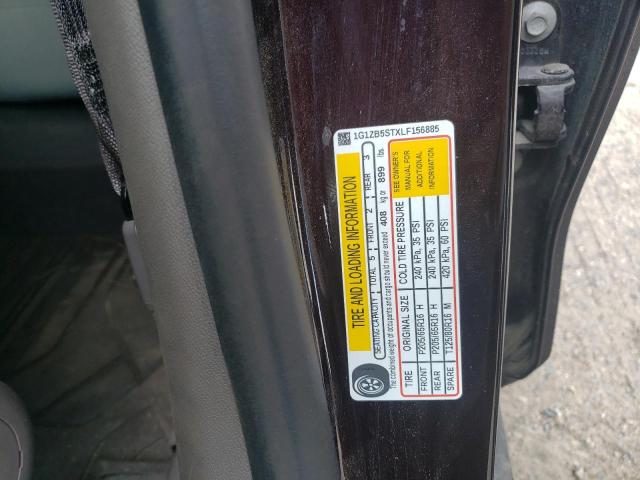 1G1ZB5STXLF156885
TIRE AND LOADING INFORMATION
SEATING CAPACITY TOTAL 5 FRONT 2 REAR 3
The combined weight of occupants and cargo should never exceed 408 kg or 899 lbs.
TIRE ORIGINAL SIZE COLD TIRE PRESSURE
FRONT P205/65R16 H 240 kPa, 35 PSI
REAR P205/65R16 H 240 kPa, 35 PSI
SPARE T125/80R16 M 420 kPa, 60 PSI
SEE OWNER'S
MANUAL FOR
ADDITIONAL
INFORMATION